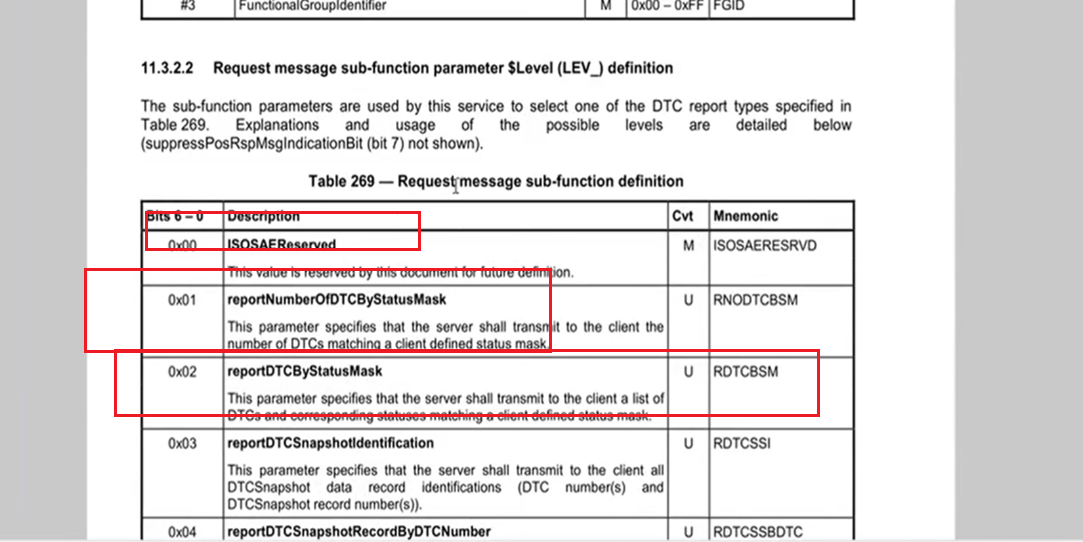 #3 FunctionalGroupIdentifier M 0x00 – 0xFF FGID
11.3.2.2 Request message sub-function parameter $Level (LEV_) definition
The sub-function parameters are used by this service to select one of the DTC report types specified in
Table 269. Explanations and usage of the possible levels are detailed below
(suppressPosRspMsgIndicationBit (bit 7) not shown).
Table 269 — Request message sub-function definition
Bits 6 – 0 Description Cvt Mnemonic
0x00 ISOSAEReserved M ISOSAERESRVD
This value is reserved by this document for future definition.
0x01 reportNumberOfDTCByStatusMask U RNODTCBSM
This parameter specifies that the server shall transmit to the client the
number of DTCs matching a client defined status mask.
0x02 reportDTCByStatusMask U RDTCBSM
This parameter specifies that the server shall transmit to the client a list of
DTCs and corresponding statuses matching a client defined status mask.
0x03 reportDTCSnapshotIdentification U RDTCSSI
This parameter specifies that the server shall transmit to the client all
DTCSnapshot data record identifications (DTC number(s) and
DTCSnapshot record number(s)).
0x04 reportDTCSnapshotRecordByDTCNumber U RDTCSSBDTC